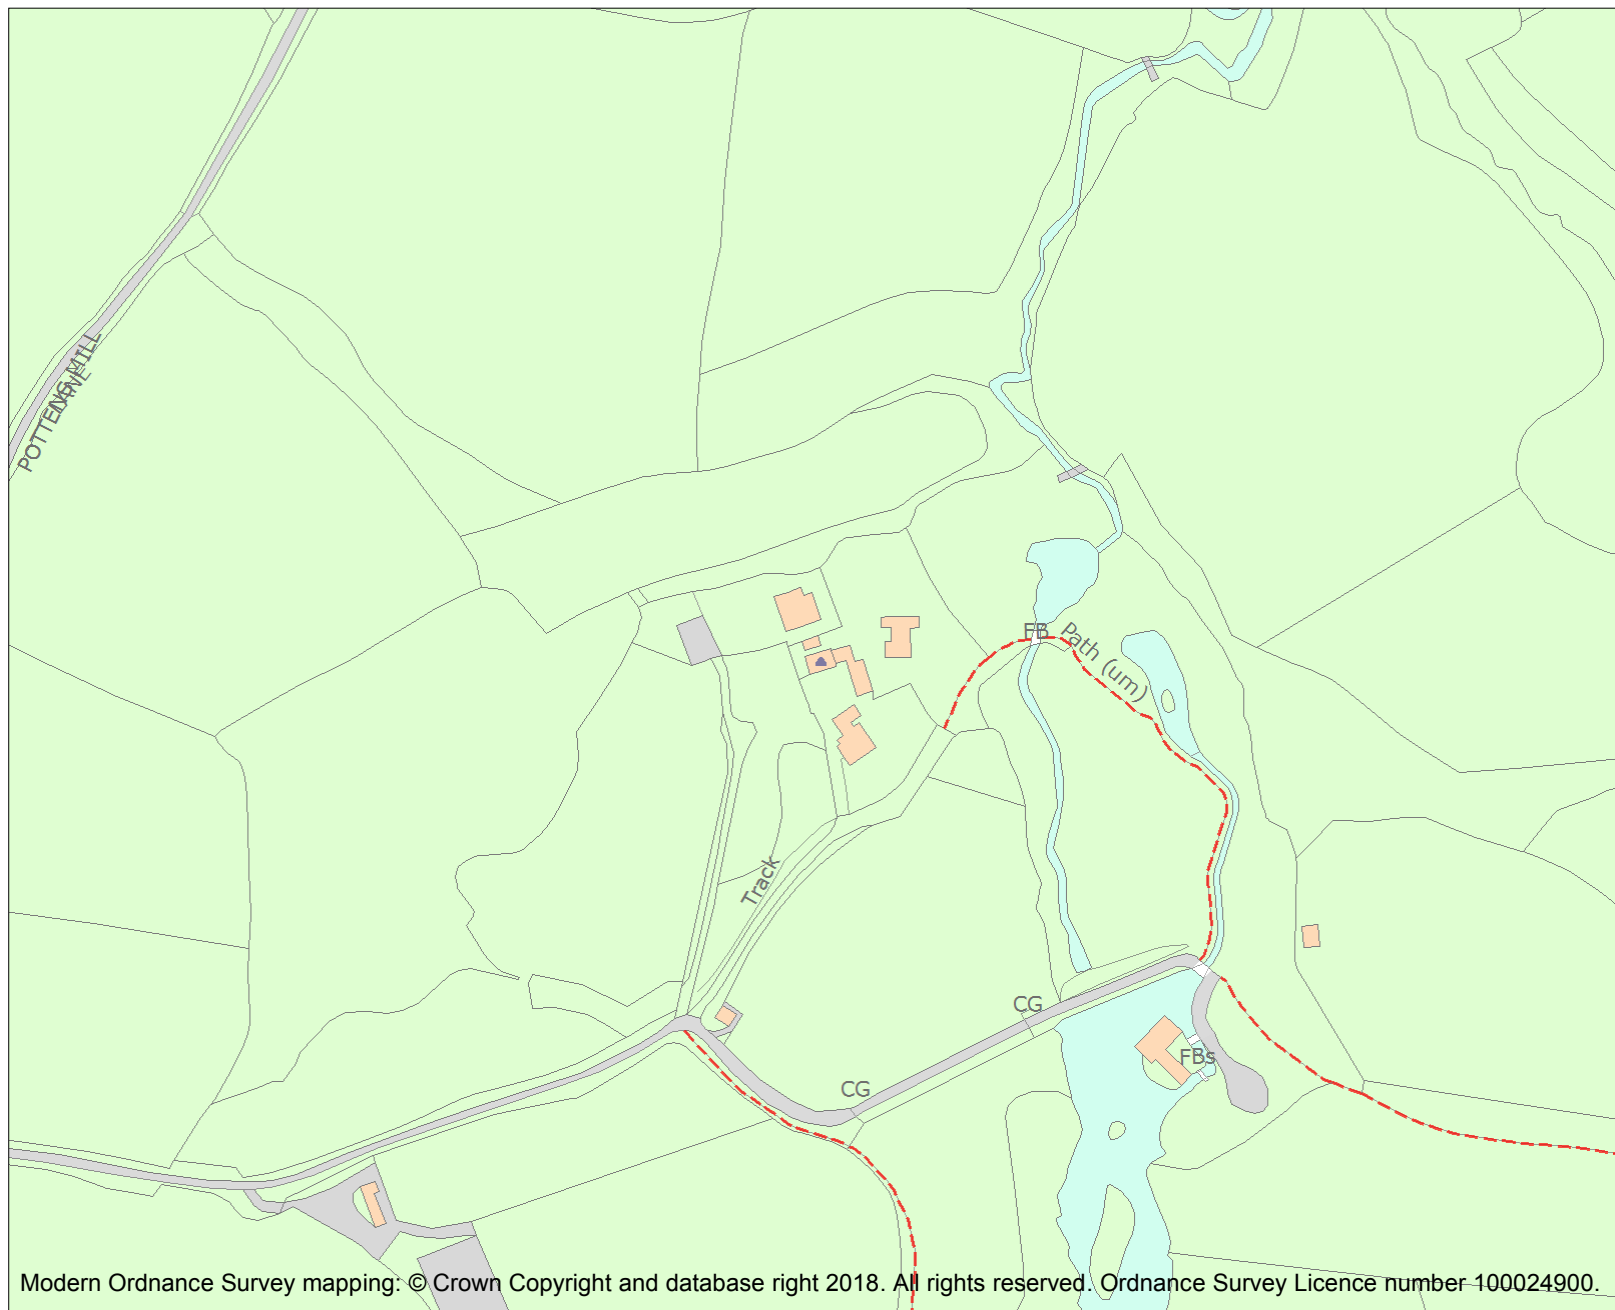 POTTENS MILL
LANE
FB
Path (um)
Track
CG
CG
FBs
Modern Ordnance Survey mapping: © Crown Copyright and database right 2018. All rights reserved. Ordnance Survey Licence number 100024900.